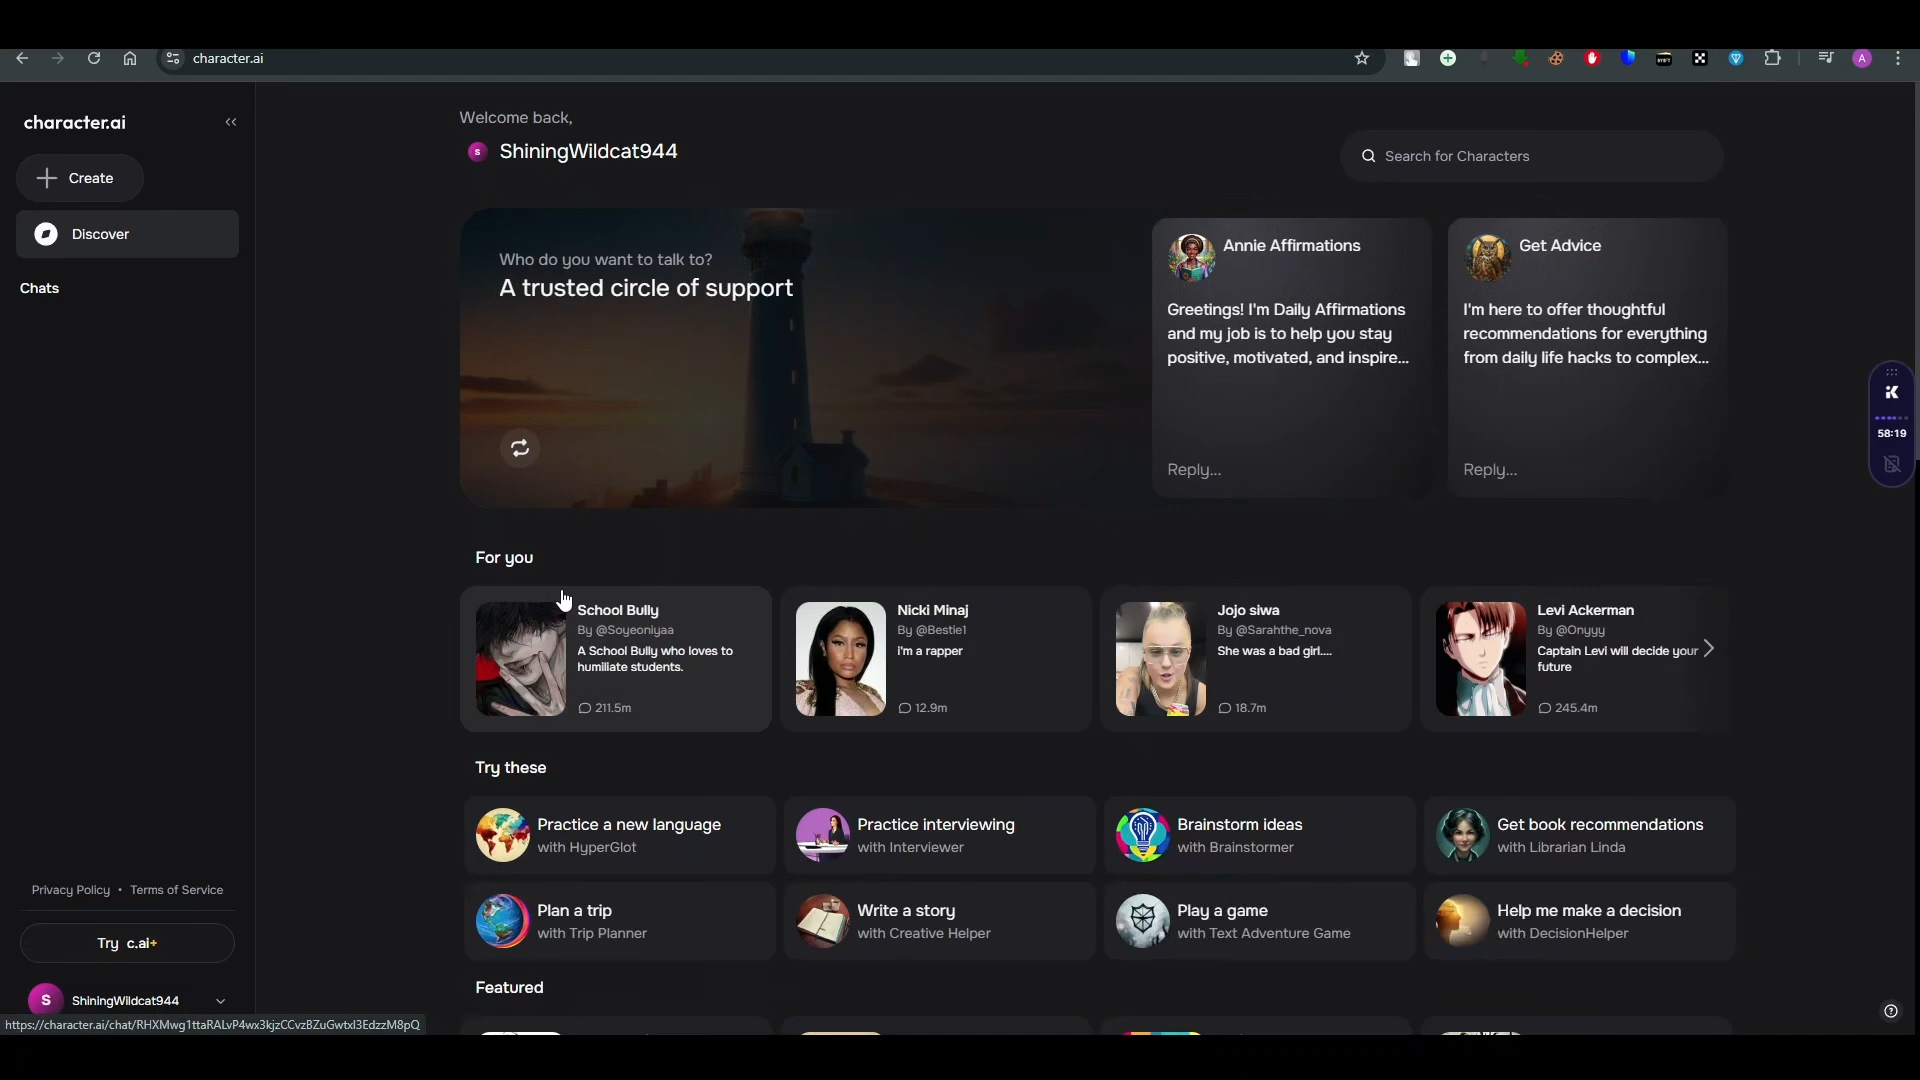 character.ai
character.ai
Create
Discover
Chats
Welcome back,
S
ShiningWildcat944
Search for Characters
Who do you want to talk to?
A trusted circle of support
Annie Affirmations
Greetings! I'm Daily Affirmations
and my job is to help you stay
positive, motivated, and inspire...
Reply...
Get Advice
I'm here to offer thoughtful
recommendations for everything
from daily life hacks to complex...
Reply...
58:19
For you
School Bully
By @Soyeoniyaa
A School Bully who loves to
humiliate students.
211.5m
Nicki Minaj
By @Bestie1
i'm a rapper
12.9m
Jojo siwa
By @Sarahthe_nova
She was a bad girl....
18.7m
Levi Ackerman
By @Onyyy
Captain Levi will decide your
future
245.4m
Try these
Practice a new language
with HyperGlot
Practice interviewing
with Interviewer
Brainstorm ideas
with Brainstormer
Get book recommendations
with Librarian Linda
Plan a trip
with Trip Planner
Write a story
with Creative Helper
Play a game
with Text Adventure Game
Help me make a decision
with DecisionHelper
Featured
Privacy Policy • Terms of Service
Try c.ai+
S
ShiningWildcat944
https://character.ai/chat/RHXMwg1ttaRALvP4wx3kjzCCvzBZuGwtxl3EdzzM8pQ
A